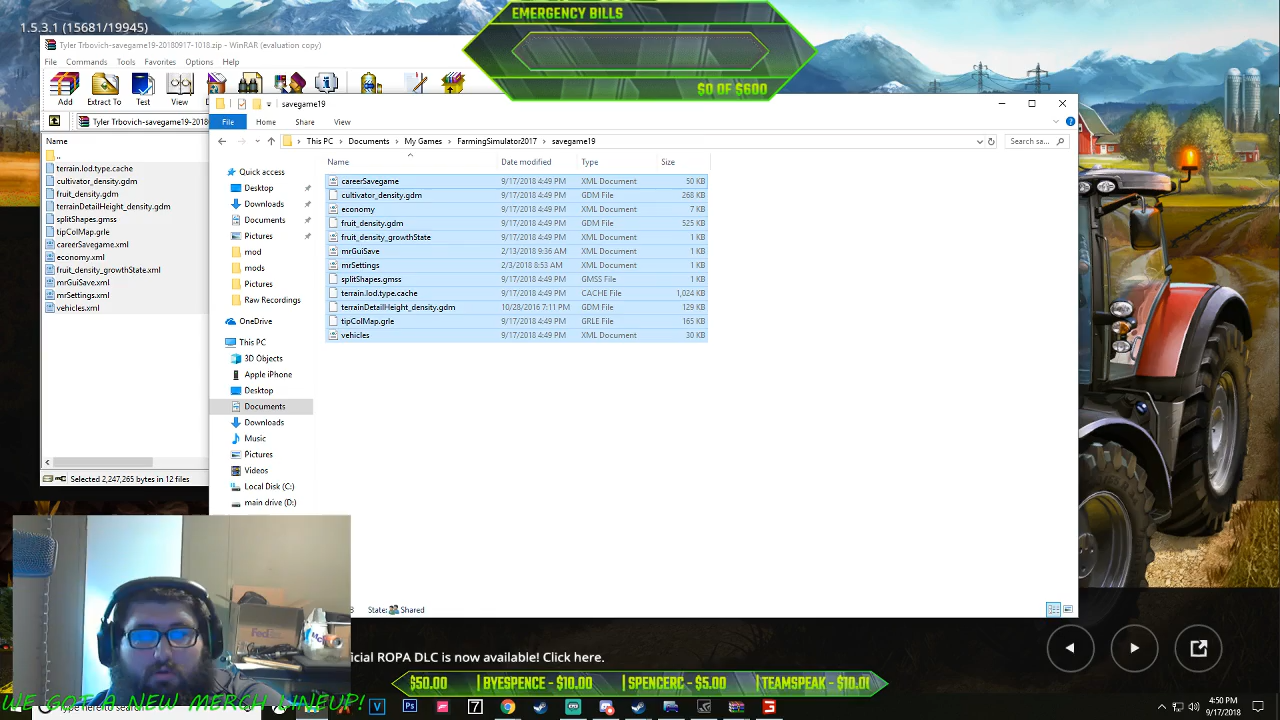 EMERGENCY BILLS
$0 OF $600
1.5.3.1 (15681/19945)
Tyler Trbovich-savegame19-20180917-1018.zip - WinRAR (evaluation copy)
File Commands Tools Favorites Options Help
Add Extract To Test View
Tyler Trbovich-savegame19-2018
Name
..
terrain.lod.type.cache
cultivator_density.gdm
fruit_density.gdm
terrainDetailHeight_density.gdm
splitShapes.gmss
tipColMap.grle
careerSavegame.xml
economy.xml
fruit_density_growthState.xml
mrGuiSave.xml
mrSettings.xml
vehicles.xml
Selected 2,247,265 bytes in 12 files
savegame19
File Home Share View
This PC > Documents > My Games > FarmingSimulator2017 > savegame19
Search sa...
Quick access
Desktop
Downloads
Documents
Pictures
mod
mods
Pictures
Raw Recordings
OneDrive
This PC
3D Objects
Apple iPhone
Desktop
Documents
Downloads
Music
Pictures
Videos
Local Disk (C:)
main drive (D:)
Name Date modified Type Size
careerSavegame 9/17/2018 4:49 PM XML Document 50 KB
cultivator_density.gdm 9/17/2018 4:49 PM GDM File 268 KB
economy 9/17/2018 4:49 PM XML Document 7 KB
fruit_density.gdm 9/17/2018 4:49 PM GDM File 525 KB
fruit_density_growthState 9/17/2018 4:49 PM XML Document 1 KB
mrGuiSave 2/13/2018 9:36 AM XML Document 1 KB
mrSettings 2/3/2018 8:53 AM XML Document 1 KB
splitShapes.gmss 9/17/2018 4:49 PM GMSS File 1 KB
terrain.lod.type.cache 9/17/2018 4:49 PM CACHE File 1,024 KB
terrainDetailHeight_density.gdm 10/28/2016 7:11 PM GDM File 129 KB
tipColMap.grle 9/17/2018 4:49 PM GRLE File 165 KB
vehicles 9/17/2018 4:49 PM XML Document 30 KB
State: Shared
FedEx
icial ROPA DLC is now available! Click here.
$50.00 | BYESPENCE - $10.00 | SPENCERC - $5.00 | TEAMSPEAK - $10.0
WE GOT A NEW MERCH LINEUP!
4:50 PM
9/17/2018